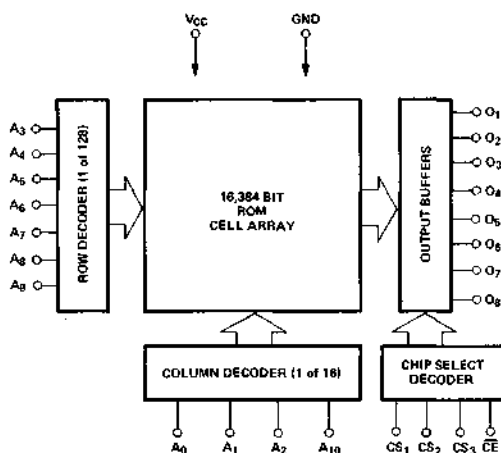 VCC
GND
A3
A4
A5
A6
A7
A8
A9
ROW DECODER (1 of 128)
16,384 BIT
ROM
CELL ARRAY
OUTPUT BUFFERS
O1
O2
O3
O4
O5
O6
O7
O8
COLUMN DECODER (1 of 16)
CHIP SELECT
DECODER
A0
A1
A2
A10
CS1
CS2
CS3
C̅E̅